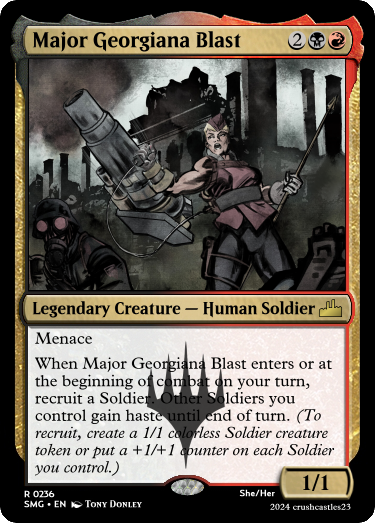 Major Georgiana Blast 2
Legendary Creature — Human Soldier
Menace
When Major Georgiana Blast enters or at
the beginning of combat on your turn,
recruit a Soldier. Other Soldiers you
control gain haste until end of turn. (To
recruit, create a 1/1 colorless Soldier creature
token or put a +1/+1 counter on each Soldier
you control.)
1/1
R 0236
SMG • EN Tony Donley
She/Her
2024 crushcastles23